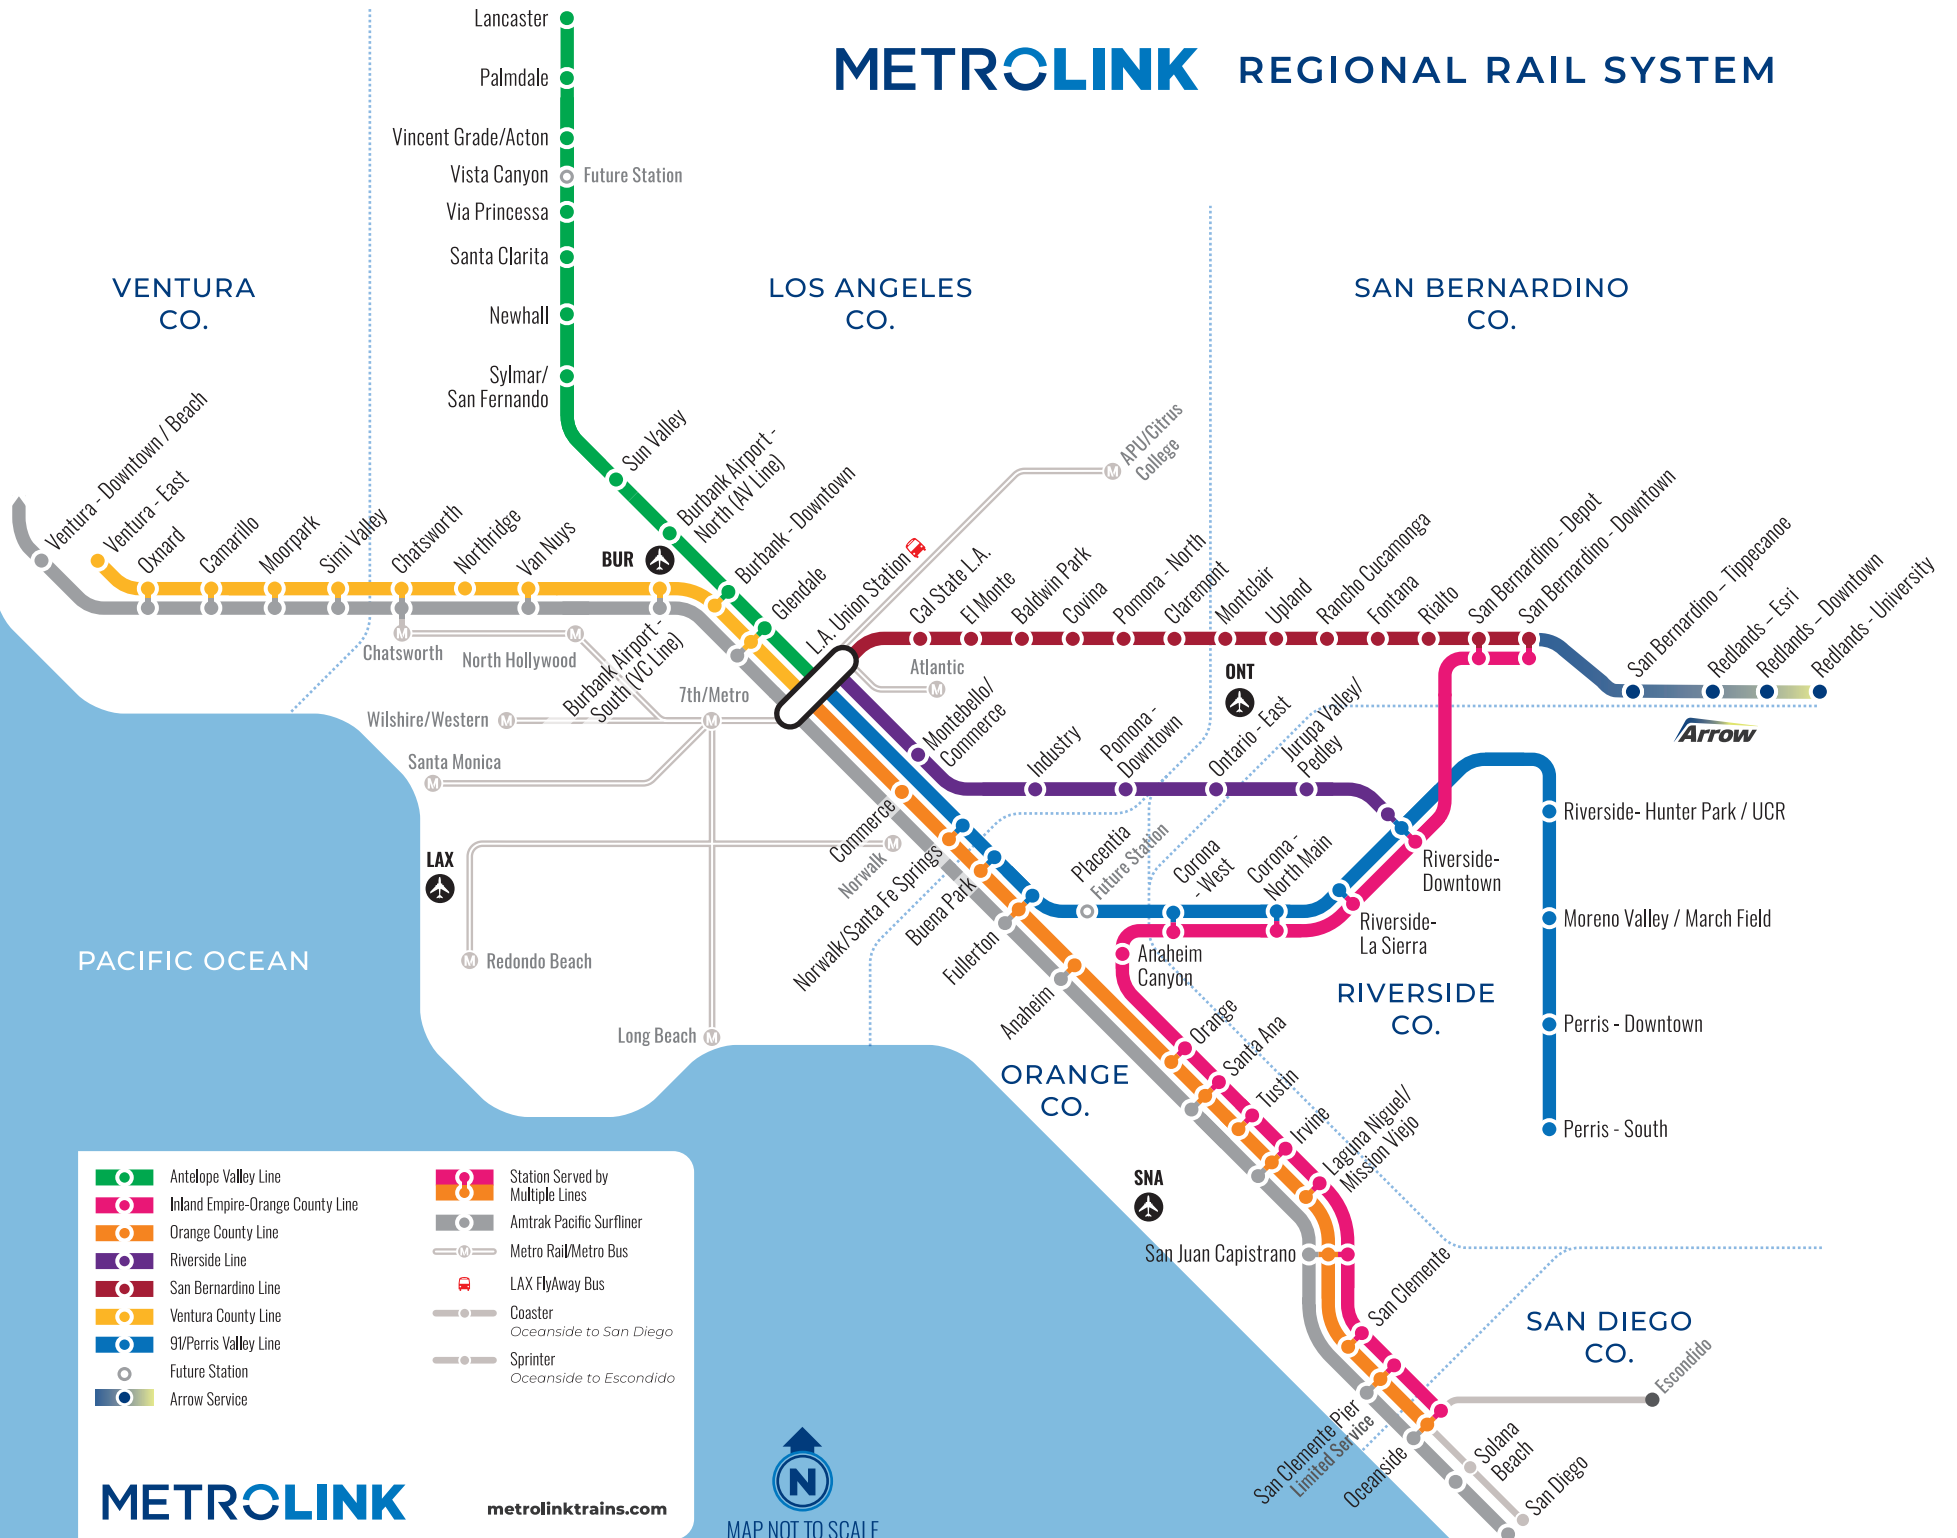 METROLINK REGIONAL RAIL SYSTEM
Lancaster
Palmdale
Vincent Grade/Acton
Vista Canyon
Future Station
Via Princessa
Santa Clarita
Newhall
Sylmar/
San Fernando
VENTURA
CO.
LOS ANGELES
CO.
SAN BERNARDINO
CO.
Ventura - Downtown / Beach
Ventura - East
Oxnard
Camarillo
Moorpark
Simi Valley
Chatsworth
Northridge
Van Nuys
Sun Valley
Burbank Airport -
North (AV Line)
BUR
Burbank - Downtown
Glendale
Burbank Airport -
South (VC Line)
L.A. Union Station
APU/Citrus
College
M
Cal State L.A.
El Monte
Baldwin Park
Covina
Pomona - North
Claremont
Montclair
Upland
Rancho Cucamonga
Fontana
Rialto
San Bernardino - Depot
San Bernardino - Downtown
San Bernardino - Tippecanoe
Redlands - Esri
Redlands - Downtown
Redlands - University
Arrow
M
Chatsworth
M
North Hollywood
Atlantic
M
7th/Metro
M
Wilshire/Western
M
Santa Monica
M
ONT
Montebello/
Commerce
Industry
Pomona -
Downtown
Ontario - East
Jurupa Valley/
Pedley
Commerce
Norwalk
M
Norwalk/Santa Fe Springs
Buena Park
Fullerton
Anaheim
Placentia
Future Station
Corona
- West
Corona -
North Main
Riverside-
Downtown
Riverside-
La Sierra
Riverside- Hunter Park / UCR
Moreno Valley / March Field
Perris - Downtown
Perris - South
LAX
M
Redondo Beach
Long Beach
M
PACIFIC OCEAN
Anaheim
Canyon
RIVERSIDE
CO.
ORANGE
CO.
Orange
Santa Ana
Tustin
Irvine
Laguna Niguel/
Mission Viejo
SNA
San Juan Capistrano
San Clemente
San Clemente Pier
Limited Service
Oceanside
SAN DIEGO
CO.
Escondido
Solana
Beach
San Diego
Antelope Valley Line
Inland Empire-Orange County Line
Orange County Line
Riverside Line
San Bernardino Line
Ventura County Line
91/Perris Valley Line
Future Station
Arrow Service
Station Served by
Multiple Lines
Amtrak Pacific Surfliner
M
Metro Rail/Metro Bus
LAX FlyAway Bus
Coaster
Oceanside to San Diego
Sprinter
Oceanside to Escondido
METROLINK
metrolinktrains.com
N
MAP NOT TO SCALE